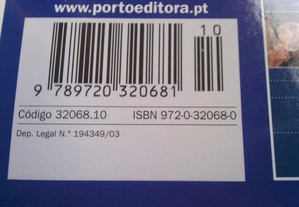 www.portoeditora.pt
10
9 789720 320681
Código 32068.10 ISBN 972-0-32068-0
Dep. Legal N.º 194349/03